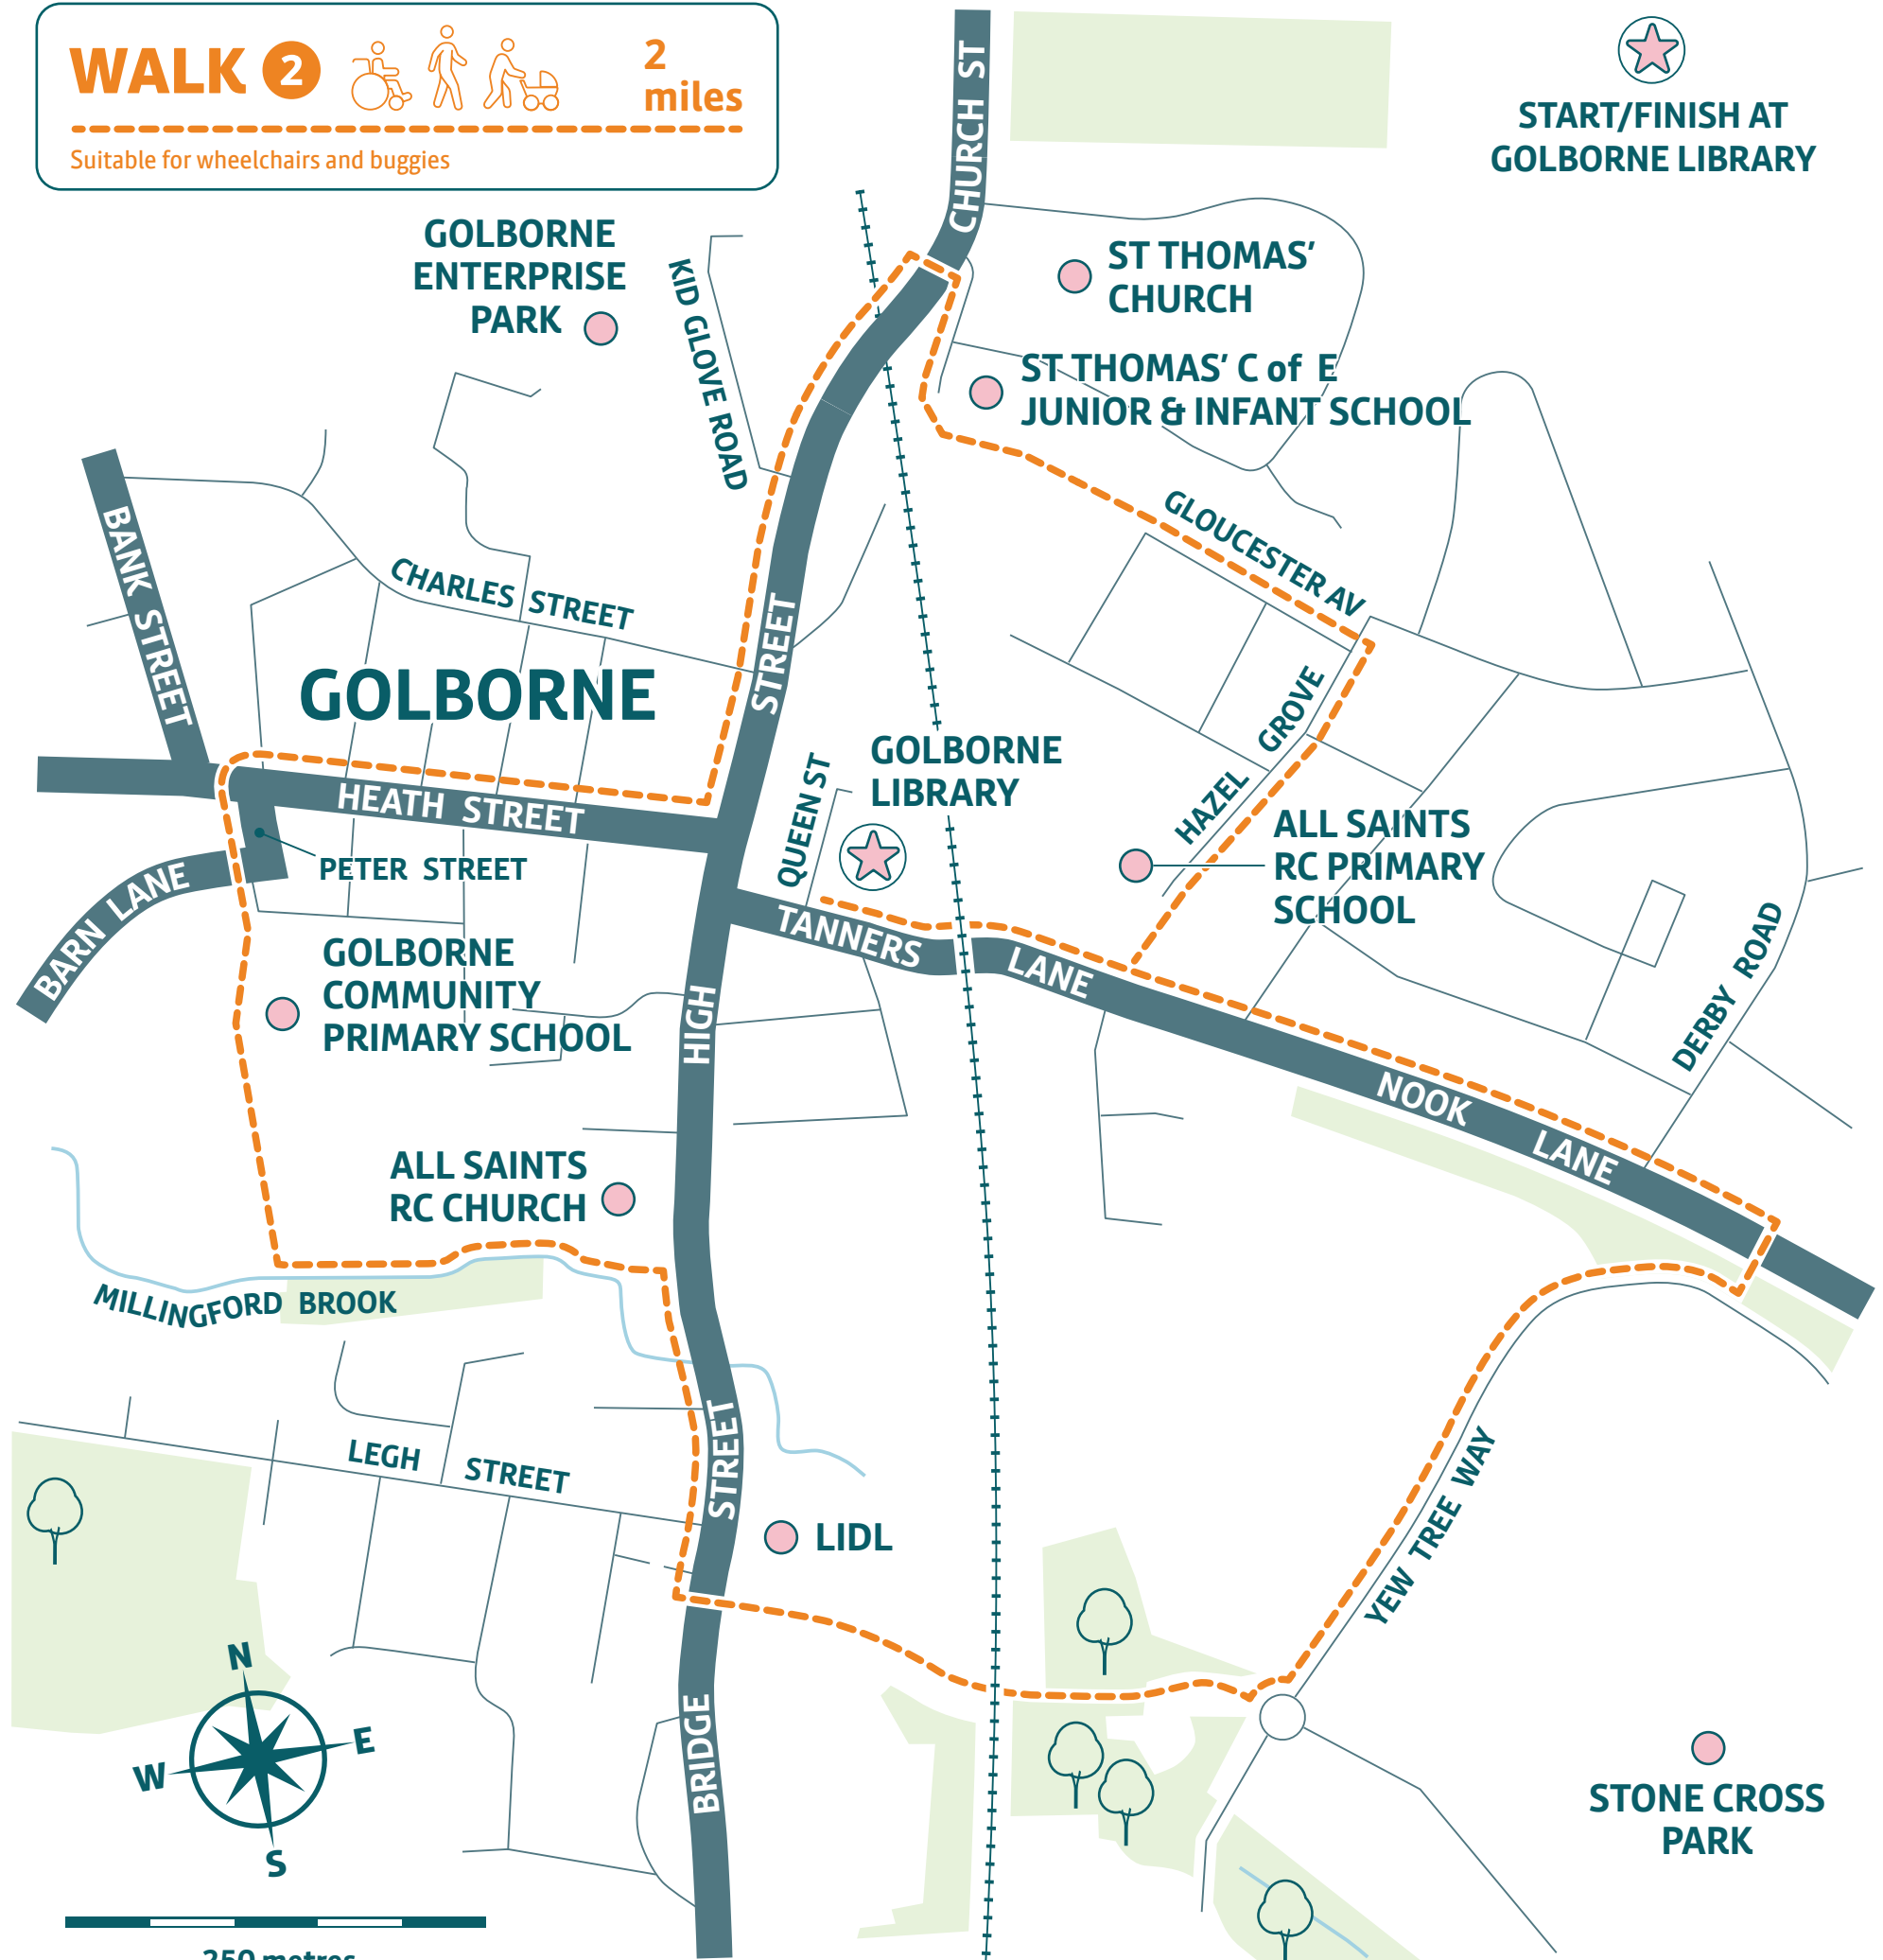 WALK 2
2
miles
Suitable for wheelchairs and buggies
START/FINISH AT
GOLBORNE LIBRARY
CHURCH ST
GOLBORNE
ENTERPRISE
PARK
KID GLOVE ROAD
ST THOMAS'
CHURCH
ST THOMAS' C of E
JUNIOR & INFANT SCHOOL
BANK STREET
CHARLES STREET
GLOUCESTER AV
GOLBORNE
STREET
HAZEL GROVE
GOLBORNE
LIBRARY
QUEEN ST
HEATH STREET
PETER STREET
ALL SAINTS
RC PRIMARY
SCHOOL
BARN LANE
TANNERS LANE
DERBY ROAD
GOLBORNE
COMMUNITY
PRIMARY SCHOOL
HIGH
NOOK LANE
ALL SAINTS
RC CHURCH
MILLINGFORD BROOK
LEGH STREET
STREET
LIDL
YEW TREE WAY
BRIDGE
N
E
W
S
STONE CROSS
PARK
250 metres